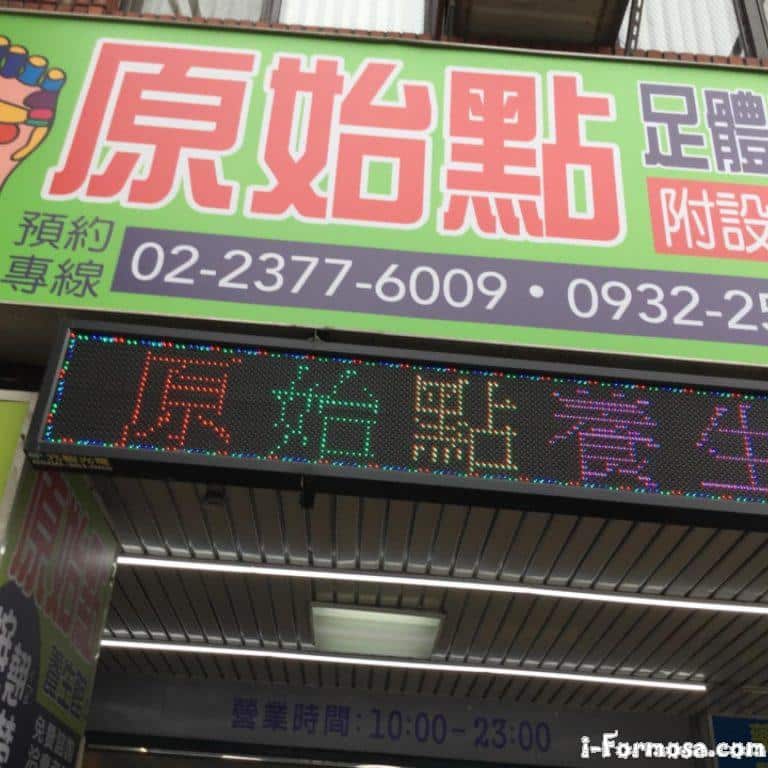 原始點
足體
附設
預約
專線
02-2377-6009・0932-25
原始點養生
營業時間:10:00-23:00
i-Formosa.com